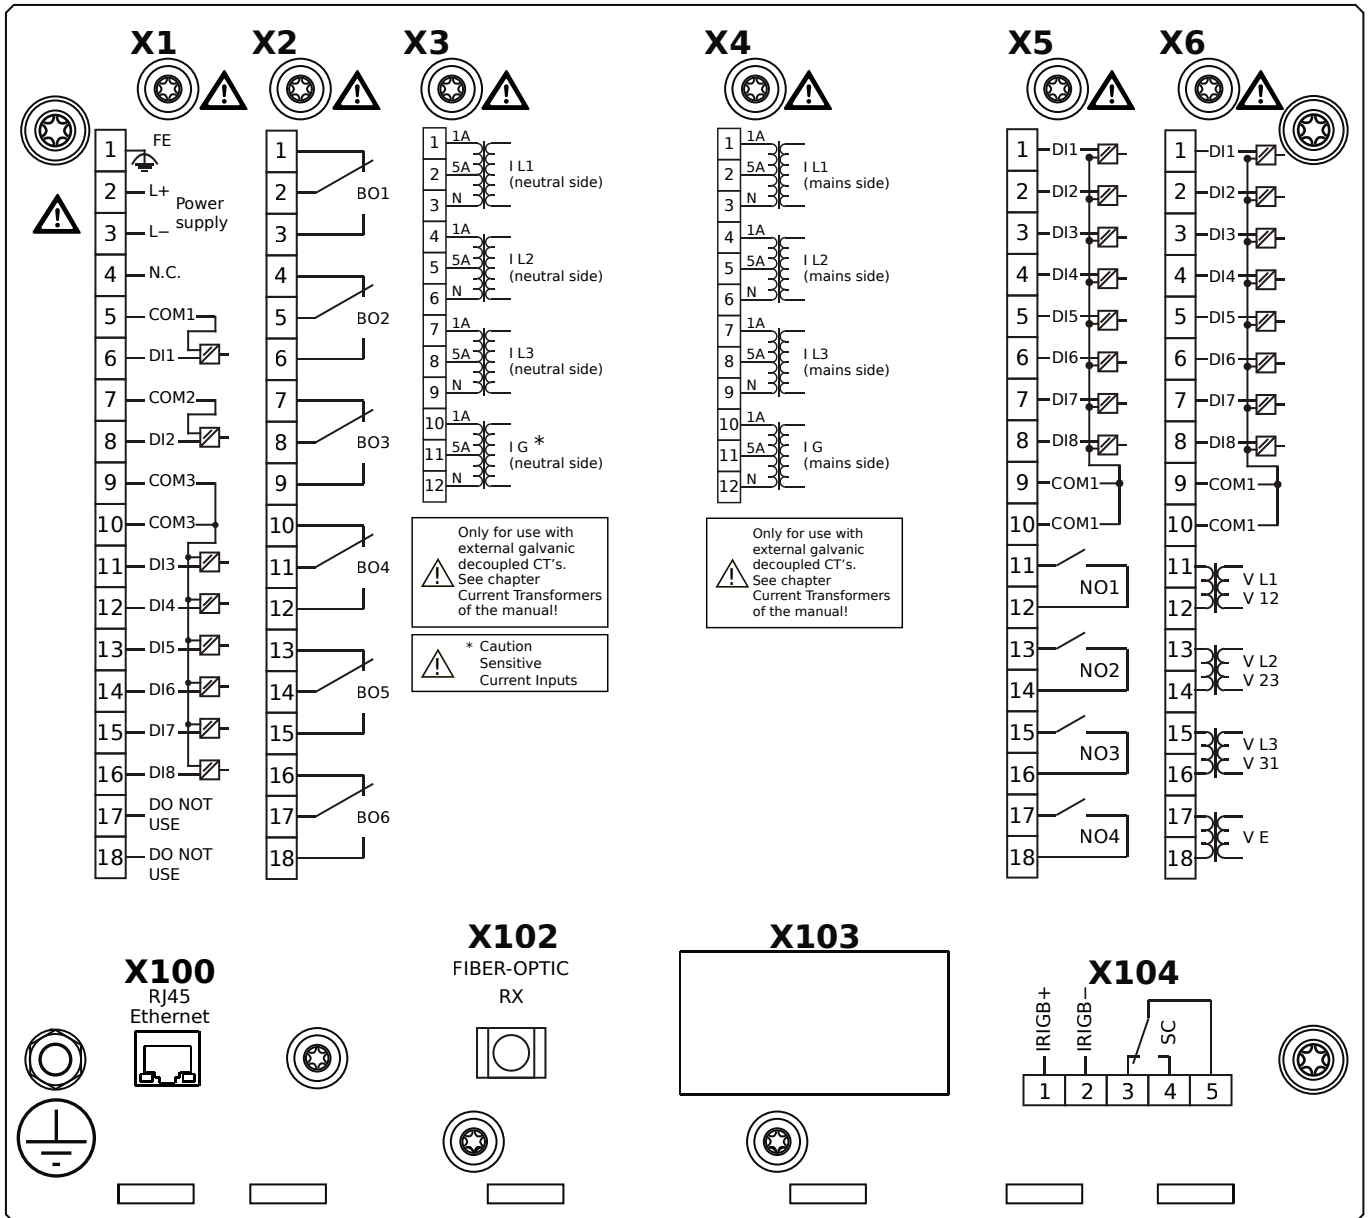 X1
X2
X3
X4
X5
X6
1
FE
2
L+
Power
supply
3
L−
4
N.C.
5
COM1
6
DI1
7
COM2
8
DI2
9
COM3
10
COM3
11
DI3
12
DI4
13
DI5
14
DI6
15
DI7
16
DI8
17
DO NOT
USE
18
DO NOT
USE
1
2
BO1
3
4
5
BO2
6
7
8
BO3
9
10
11
BO4
12
13
14
BO5
15
16
17
BO6
18
1
1A
2
5A
I L1
(neutral side)
3
N
4
1A
5
5A
I L2
(neutral side)
6
N
7
1A
8
5A
I L3
(neutral side)
9
N
10
1A
11
5A
I G *
(neutral side)
12
N
Only for use with
external galvanic
decoupled CT's.
See chapter
Current Transformers
of the manual!
* Caution
Sensitive
Current Inputs
1
1A
2
5A
I L1
(mains side)
3
N
4
1A
5
5A
I L2
(mains side)
6
N
7
1A
8
5A
I L3
(mains side)
9
N
10
1A
11
5A
I G
(mains side)
12
N
Only for use with
external galvanic
decoupled CT's.
See chapter
Current Transformers
of the manual!
1
DI1
2
DI2
3
DI3
4
DI4
5
DI5
6
DI6
7
DI7
8
DI8
9
COM1
10
COM1
11
NO1
12
13
NO2
14
15
NO3
16
17
NO4
18
1
DI1
2
DI2
3
DI3
4
DI4
5
DI5
6
DI6
7
DI7
8
DI8
9
COM1
10
COM1
11
V L1
V 12
12
13
V L2
V 23
14
15
V L3
V 31
16
17
V E
18
X100
RJ45
Ethernet
X102
FIBER-OPTIC
RX
X103
X104
IRIGB+
IRIGB−
SC
1
2
3
4
5